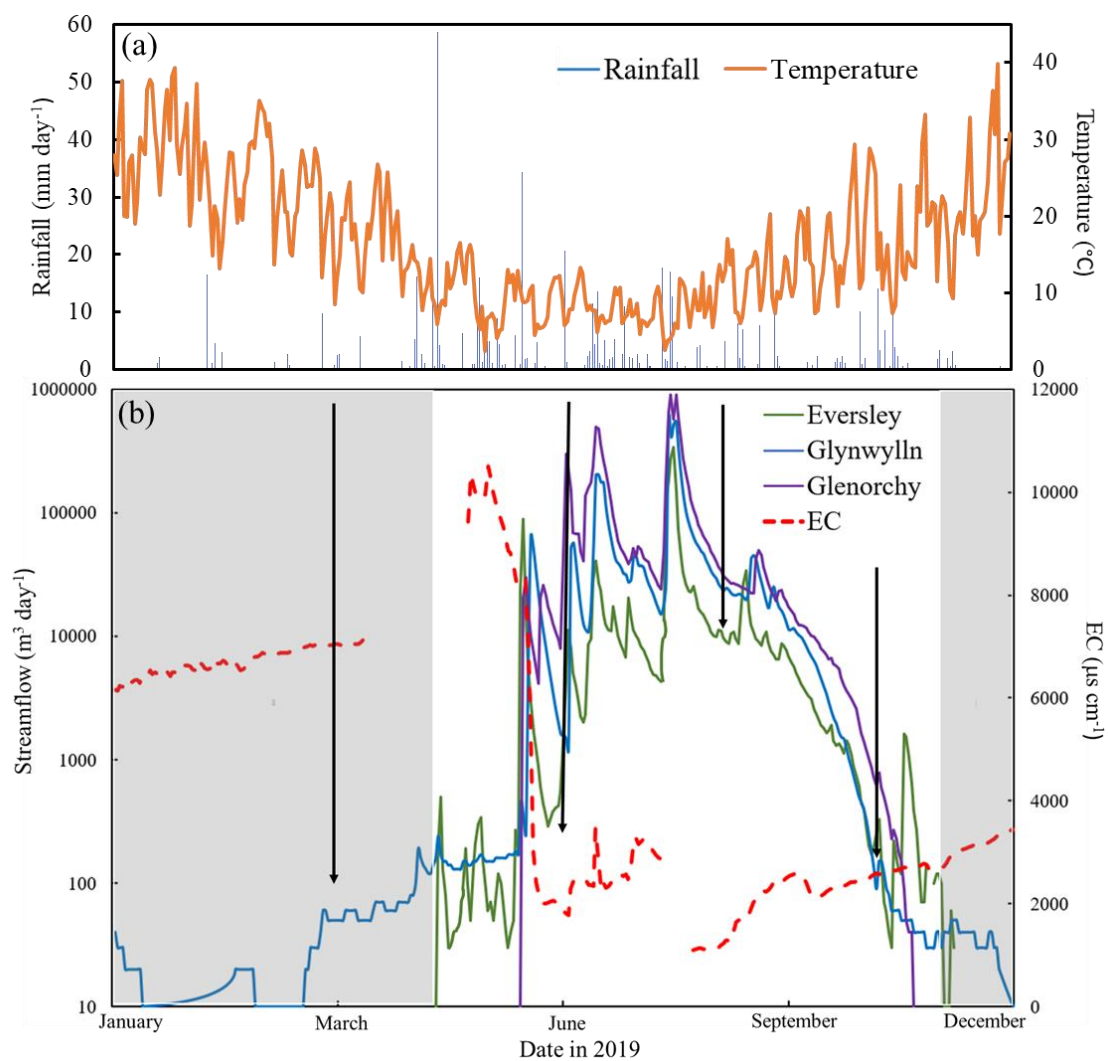 (a)
Rainfall
Temperature
60
50
40
30
20
10
0
Rainfall (mm day⁻¹)
40
30
20
10
0
Temperature (°C)
(b)
Eversley
Glynwylln
Glenorchy
EC
1000000
100000
10000
1000
100
10
Streamflow (m³ day⁻¹)
12000
10000
8000
6000
4000
2000
0
EC (µs cm⁻¹)
January
March
June
September
December
Date in 2019